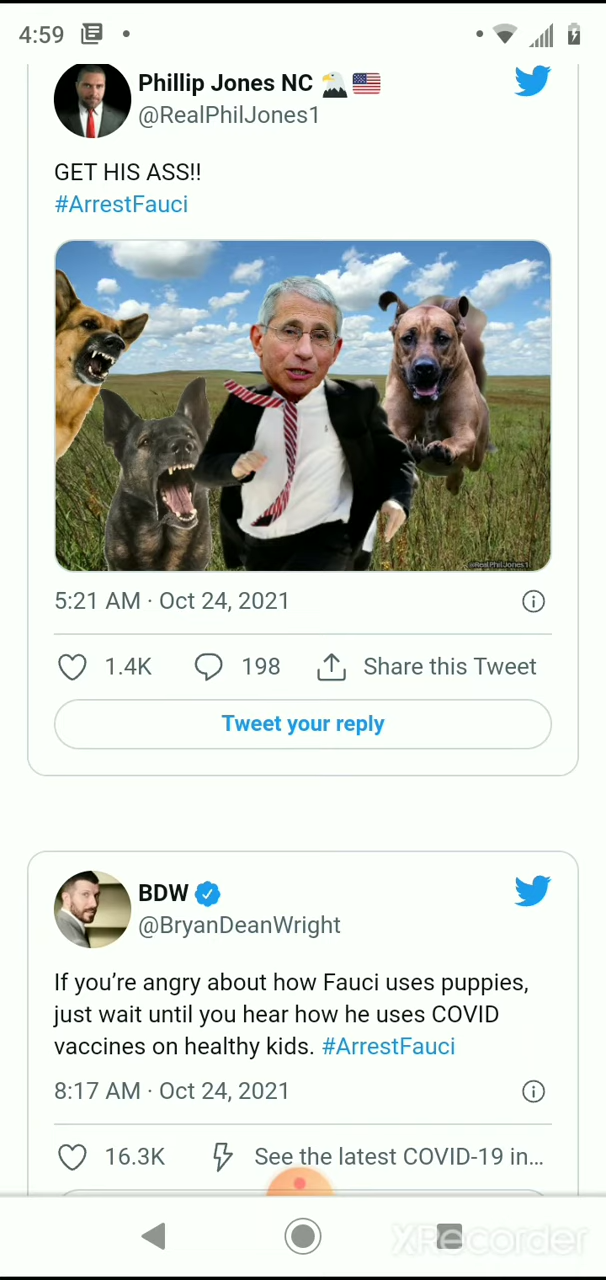 4:59
Phillip Jones NC
@RealPhilJones1
GET HIS ASS!!
#ArrestFauci
@RealPhilJones1
5:21 AM · Oct 24, 2021
1.4K 198 Share this Tweet
Tweet your reply
BDW
@BryanDeanWright
If you’re angry about how Fauci uses puppies,
just wait until you hear how he uses COVID
vaccines on healthy kids. #ArrestFauci
8:17 AM · Oct 24, 2021
16.3K See the latest COVID-19 in...
XRecorder